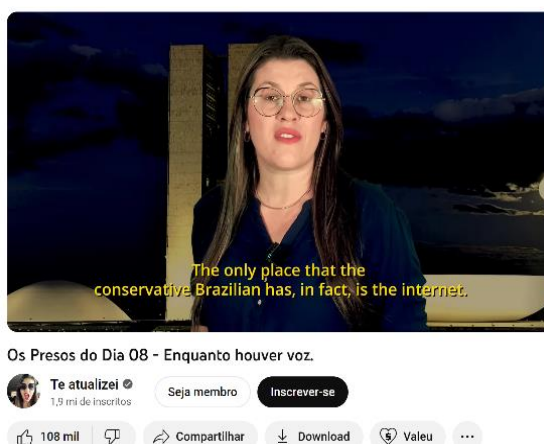 The only place that the
conservative Brazilian has, in fact, is the internet.
Os Presos do Dia 08 - Enquanto houver voz.
Te atualizei
1,9 mi de inscritos
Seja membro
Inscrever-se
108 mil
Compartilhar
Download
Valeu
...